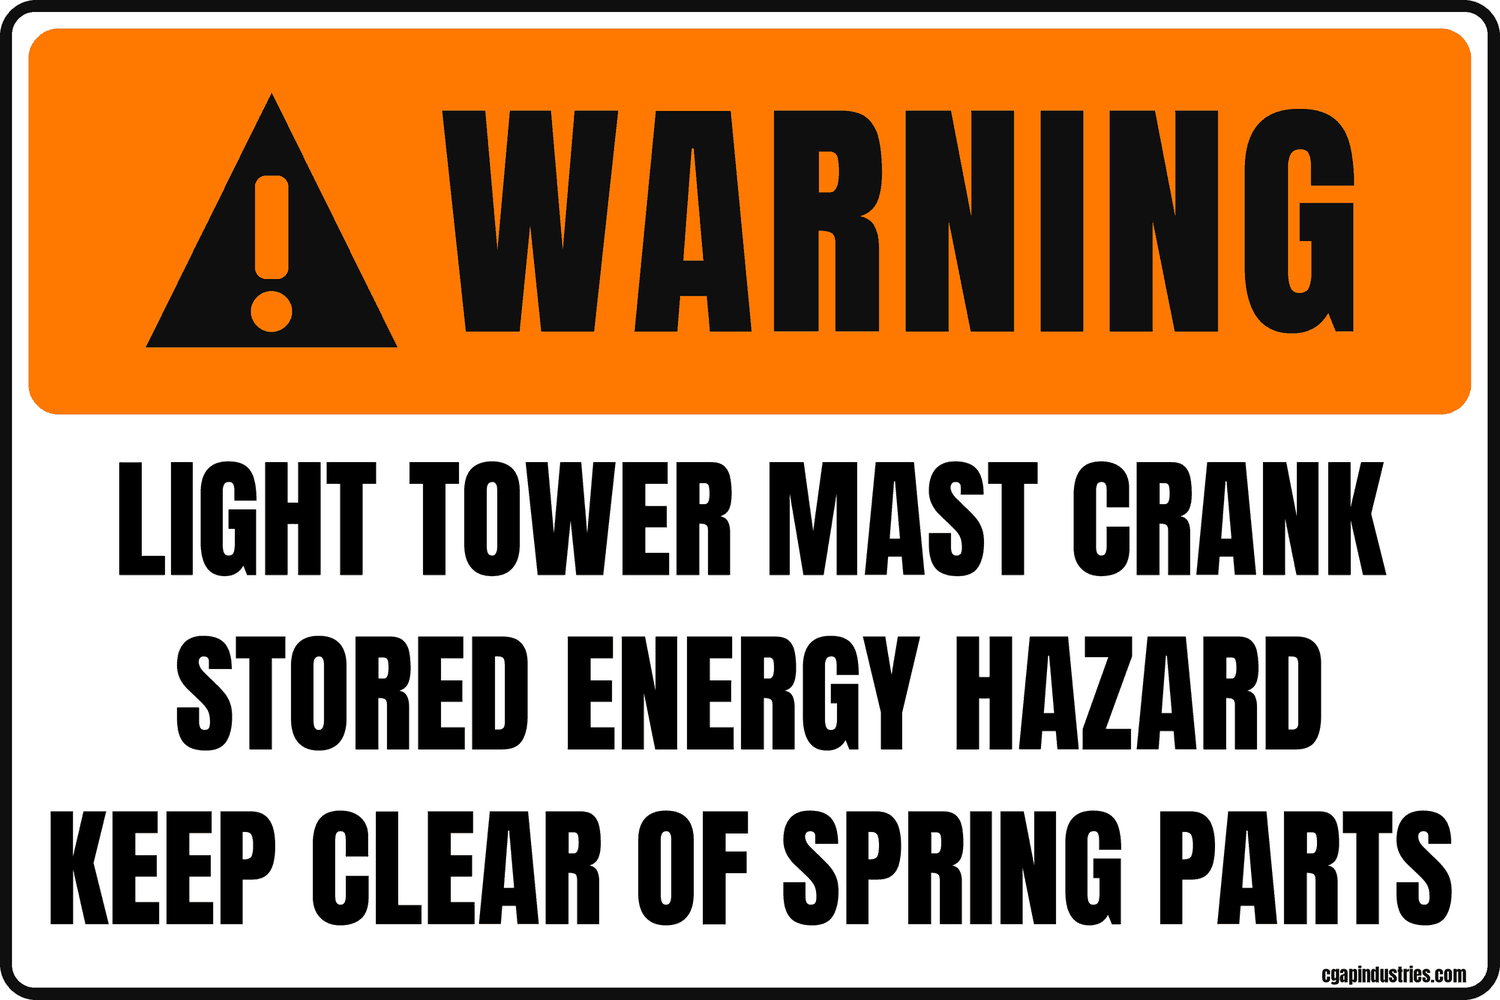 WARNING
LIGHT TOWER MAST CRANK
STORED ENERGY HAZARD
KEEP CLEAR OF SPRING PARTS
cgapindustries.com